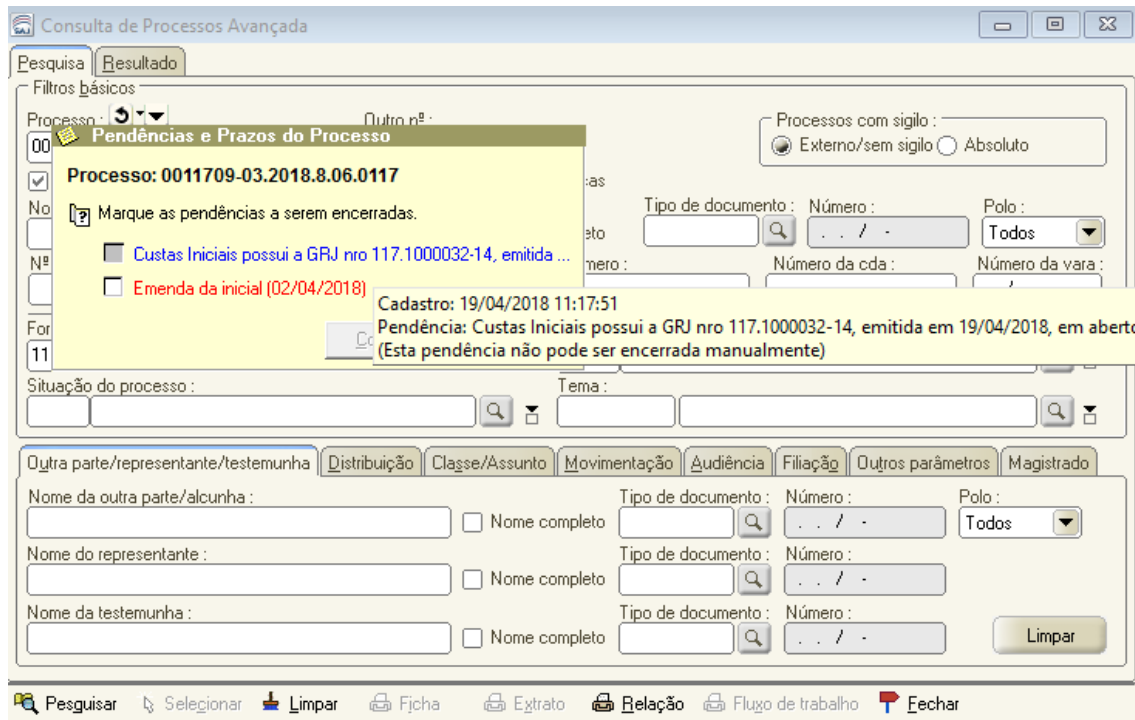 Consulta de Processos Avançada
Pesquisa Resultado
Filtros básicos
Processo : Outro nº : Processos com sigilo :
00 Pendências e Prazos do Processo Externo/sem sigilo Absoluto
Processo: 0011709-03.2018.8.06.0117
No Marque as pendências a serem encerradas. Tipo de documento : Número : Polo :
. . / - Todos
Custas Iniciais possui a GRJ nro 117.1000032-14, emitida ...
Nº Número da cda : Número da vara :
Emenda da inicial (02/04/2018)
Cadastro: 19/04/2018 11:17:51
Pendência: Custas Iniciais possui a GRJ nro 117.1000032-14, emitida em 19/04/2018, em aberto
(Esta pendência não pode ser encerrada manualmente)
For
11
Situação do processo : Tema :
Outra parte/representante/testemunha Distribuição Classe/Assunto Movimentação Audiência Filiação Outros parâmetros Magistrado
Nome da outra parte/alcunha : Tipo de documento : Número : Polo :
Nome completo . . / - Todos
Nome do representante : Tipo de documento : Número :
Nome completo . . / -
Nome da testemunha : Tipo de documento : Número :
Nome completo . . / - Limpar
Pesquisar Selecionar Limpar Ficha Extrato Relação Fluxo de trabalho Fechar